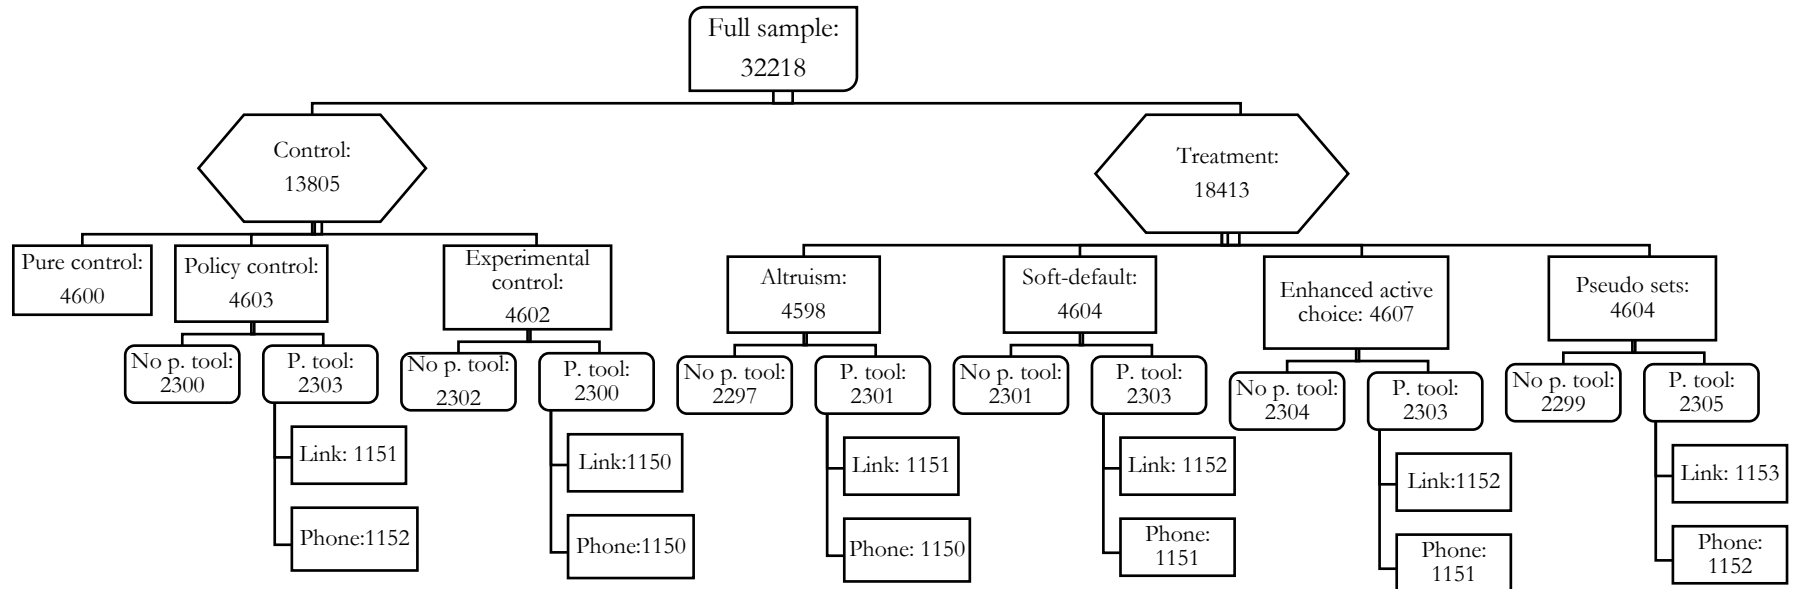 Full sample:
32218
Control:
13805
Treatment:
18413
Pure control:
4600
Policy control:
4603
Experimental
control:
4602
Altruism:
4598
Soft-default:
4604
Enhanced active
choice: 4607
Pseudo sets:
4604
No p. tool:
2300
P. tool:
2303
No p. tool:
2302
P. tool:
2300
No p. tool:
2297
P. tool:
2301
No p. tool:
2301
P. tool:
2303
No p. tool:
2304
P. tool:
2303
No p. tool:
2299
P. tool:
2305
Link: 1151
Phone:1152
Link:1150
Phone:1150
Link: 1151
Phone: 1150
Link: 1152
Phone:
1151
Link:1152
Phone:
1151
Link: 1153
Phone:
1152